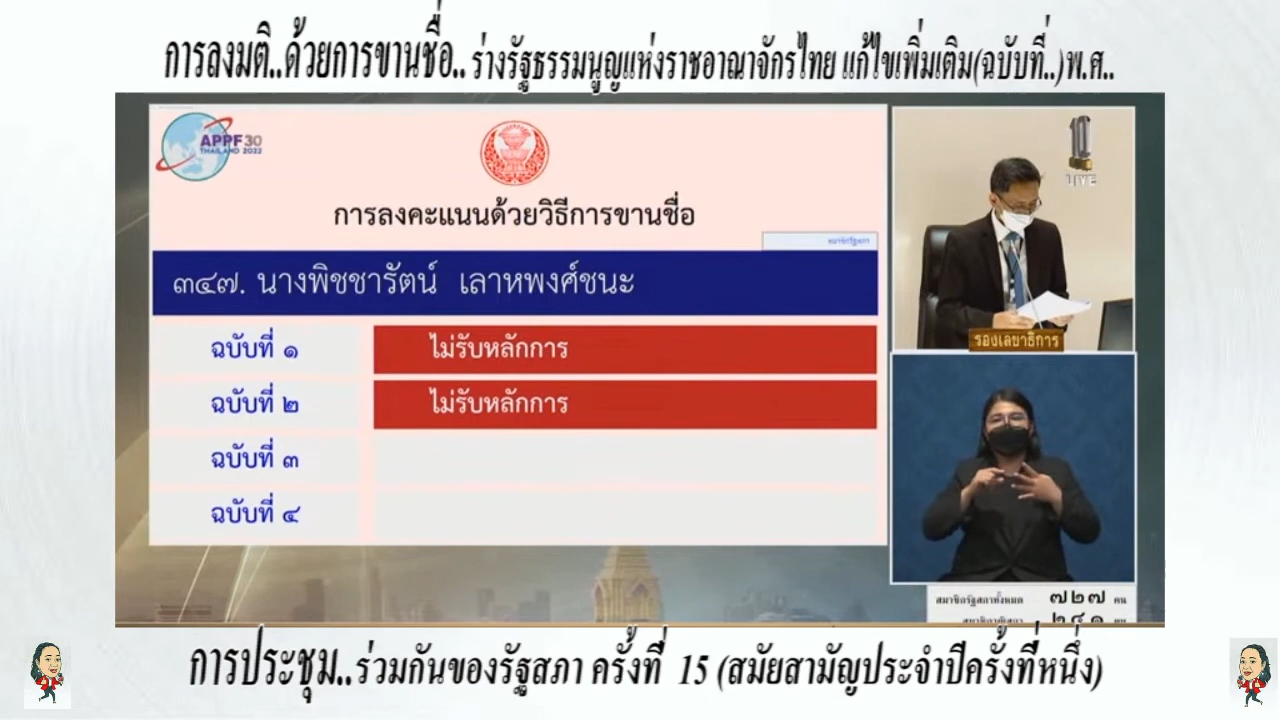 การลงมติ..ด้วยการขานชื่อ.. ร่างรัฐธรรมนูญแห่งราชอาณาจักรไทย แก้ไขเพิ่มเติม(ฉบับที่..)พ.ศ..
APPF30
THAILAND 2022
การลงคะแนนด้วยวิธีการขานชื่อ
สมาชิกรัฐสภา
๓๔๗. นางพิชชารัตน์ เลาหพงศ์ชนะ
ฉบับที่ ๑ ไม่รับหลักการ
ฉบับที่ ๒ ไม่รับหลักการ
ฉบับที่ ๓
ฉบับที่ ๔
LIVE
รองเลขาธิการ
สมาชิกรัฐสภาทั้งหมด ๗๒๗ คน
การประชุม..ร่วมกันของรัฐสภา ครั้งที่ 15 (สมัยสามัญประจำปีครั้งที่หนึ่ง)